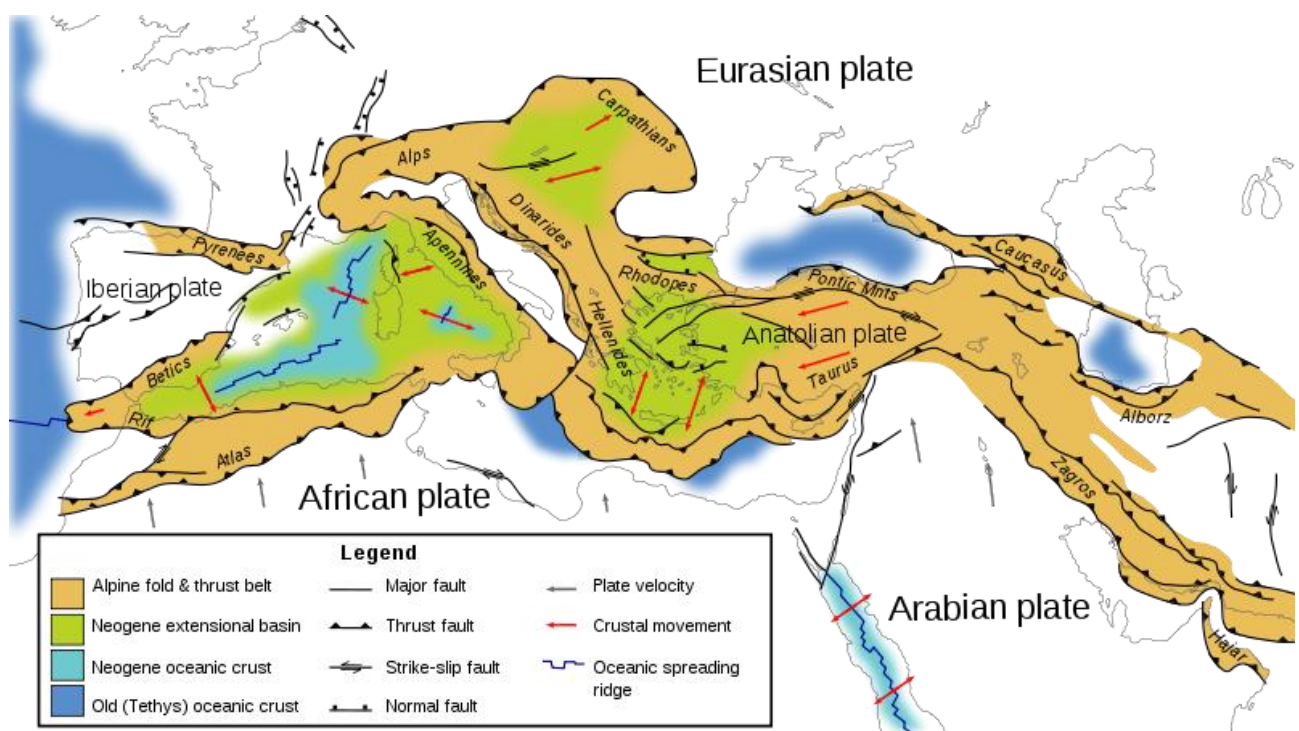 Eurasian plate
Carpathians
Alps
Dinarides
Pyrenees
Apennines
Caucasus
Iberian plate
Rhodopes
Pontic Mnts
Hellenides
Anatolian plate
Betics
Taurus
Rif
Alborz
Atlas
Zagros
African plate
Arabian plate
Hajar
Legend
Alpine fold & thrust belt
Major fault
Plate velocity
Neogene extensional basin
Thrust fault
Crustal movement
Neogene oceanic crust
Strike-slip fault
Oceanic spreading
ridge
Old (Tethys) oceanic crust
Normal fault